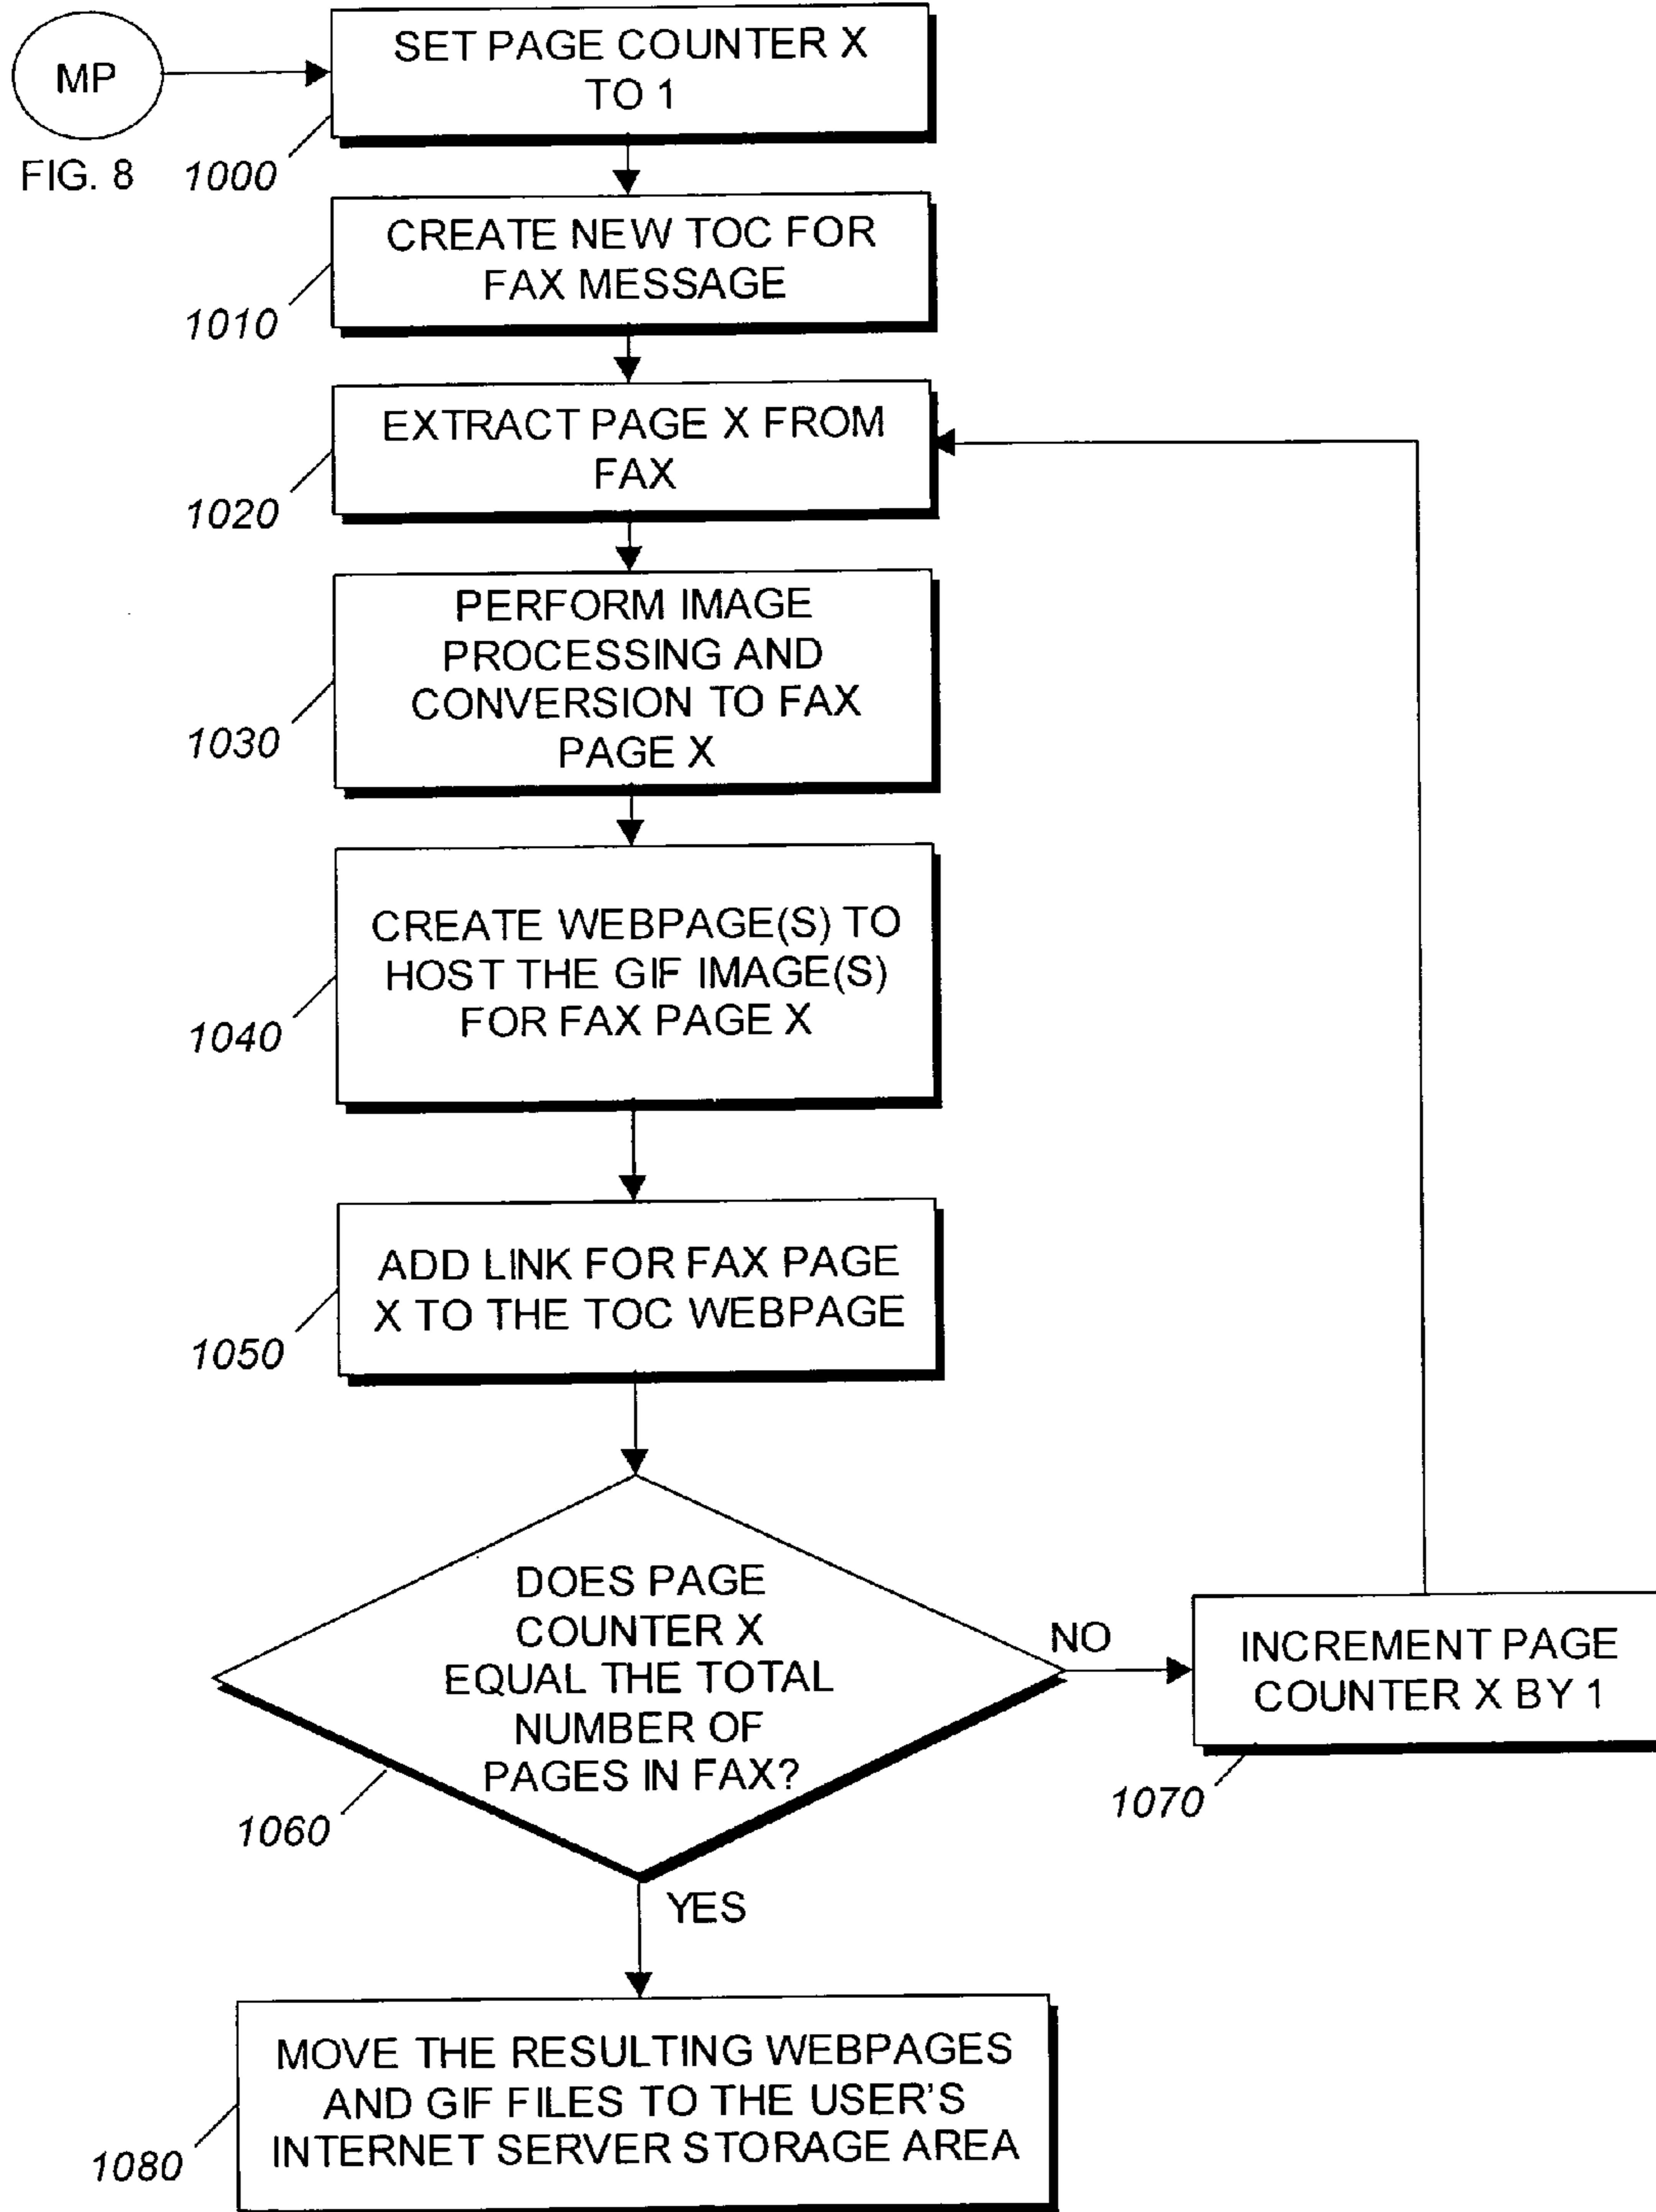 MP
FIG. 8
SET PAGE COUNTER X
TO 1
1000
CREATE NEW TOC FOR
FAX MESSAGE
1010
EXTRACT PAGE X FROM
FAX
1020
PERFORM IMAGE
PROCESSING AND
CONVERSION TO FAX
PAGE X
1030
CREATE WEBPAGE(S) TO
HOST THE GIF IMAGE(S)
FOR FAX PAGE X
1040
ADD LINK FOR FAX PAGE
X TO THE TOC WEBPAGE
1050
DOES PAGE
COUNTER X
EQUAL THE TOTAL
NUMBER OF
PAGES IN FAX?
1060
NO
INCREMENT PAGE
COUNTER X BY 1
1070
YES
MOVE THE RESULTING WEBPAGES
AND GIF FILES TO THE USER'S
INTERNET SERVER STORAGE AREA
1080